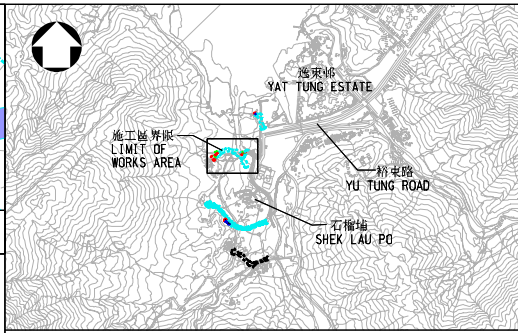 逸東邨
YAT TUNG ESTATE
施工區界限
LIMIT OF
WORKS AREA
裕東路
YU TUNG ROAD
石榴埔
SHEK LAU PO